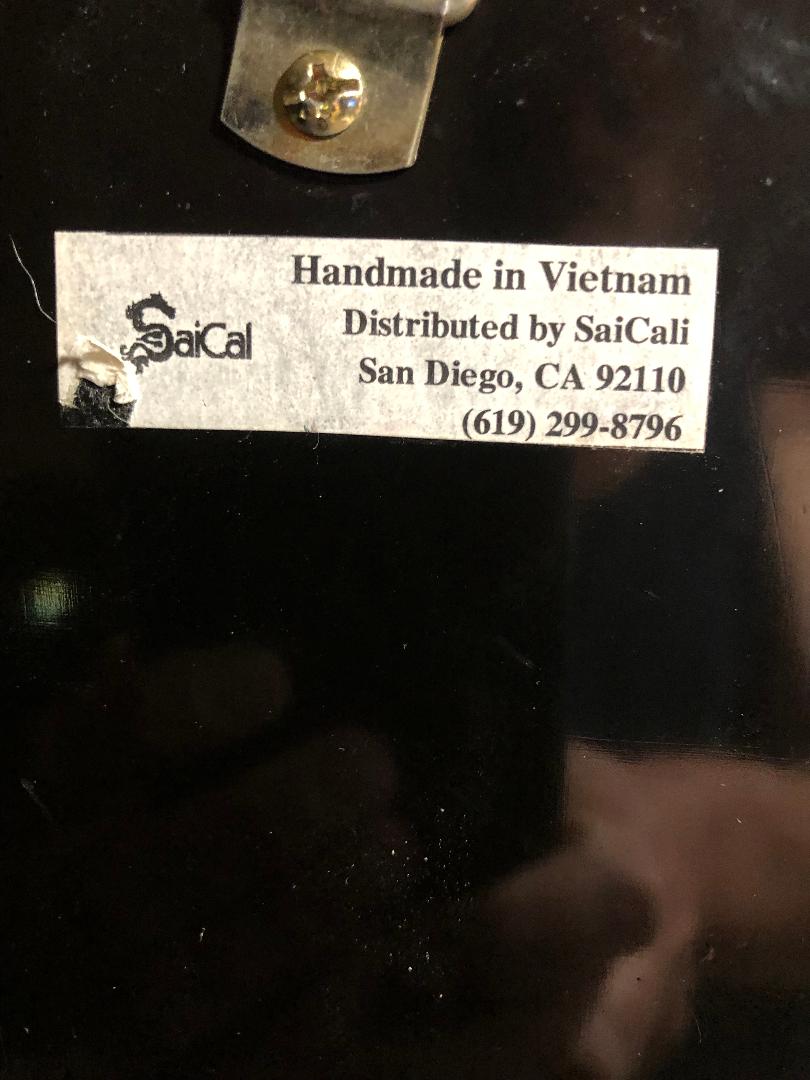 SaiCal
Handmade in Vietnam
Distributed by SaiCali
San Diego, CA 92110
(619) 299-8796